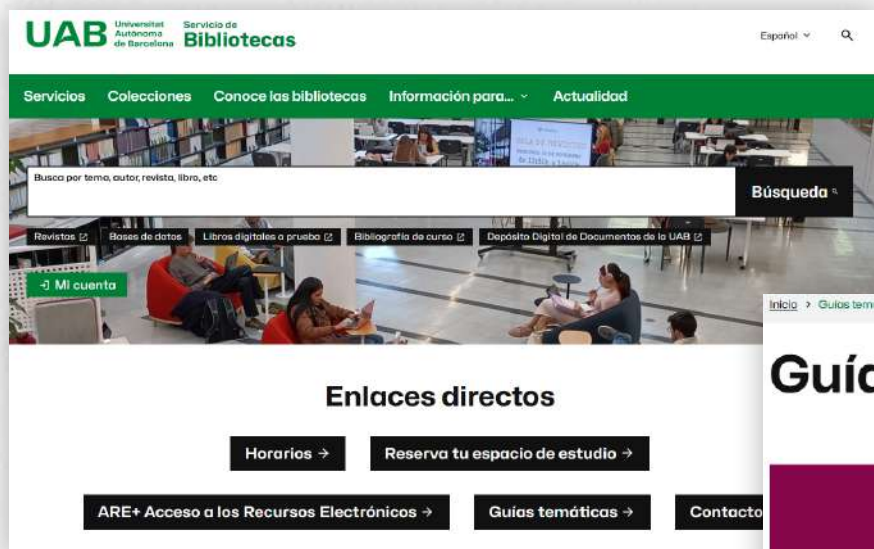 UAB Universitat Autònoma de Barcelona
Servicio de Bibliotecas
Español
Servicios Colecciones Conoce las bibliotecas Información para... Actualidad
Busca por tema, autor, revista, libro, etc
Búsqueda
Revistas Bases de datos Libros digitales a prueba Bibliografía de curso Depósito Digital de Documentos de la UAB
Mi cuenta
Enlaces directos
Horarios → Reserva tu espacio de estudio →
ARE+ Acceso a los Recursos Electrónicos → Guías temáticas → Contacto
Inicio > Guías tem
Guí